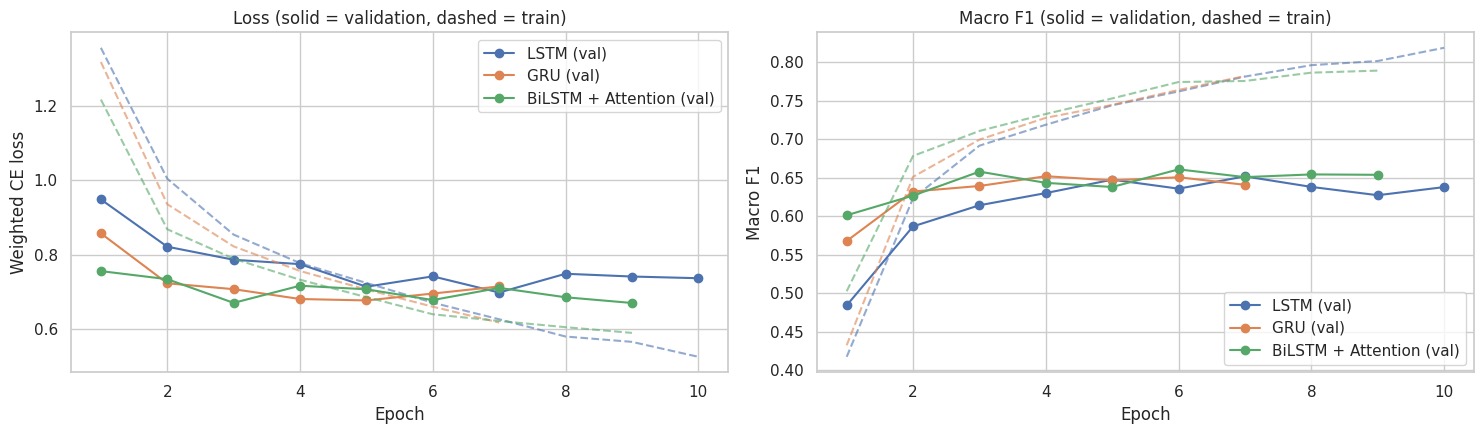 Loss (solid = validation, dashed = train)
LSTM (val)
GRU (val)
BiLSTM + Attention (val)
Weighted CE loss
1.2
1.0
0.8
0.6
2
4
6
8
10
Epoch
Macro F1 (solid = validation, dashed = train)
Macro F1
0.80
0.75
0.70
0.65
0.60
0.55
0.50
0.45
0.40
LSTM (val)
GRU (val)
BiLSTM + Attention (val)
2
4
6
8
10
Epoch